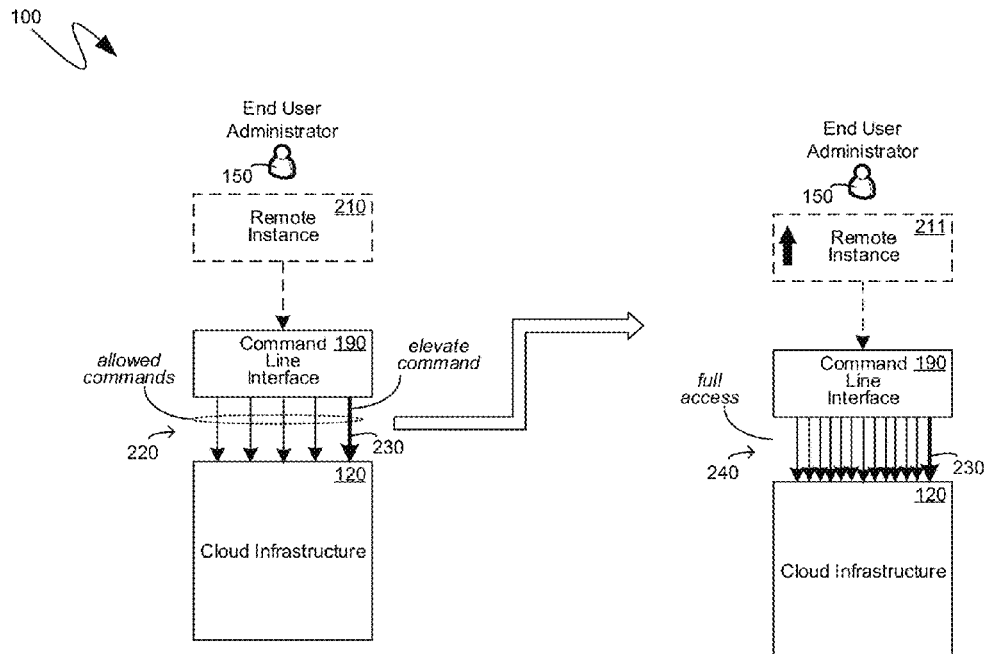 100
End User
Administrator
150
210
Remote
Instance
Command 190
Line
Interface
allowed
commands
elevate
command
220
230
120
Cloud Infrastructure
End User
Administrator
150
211
Remote
Instance
Command 190
Line
Interface
full
access
240
230
120
Cloud Infrastructure